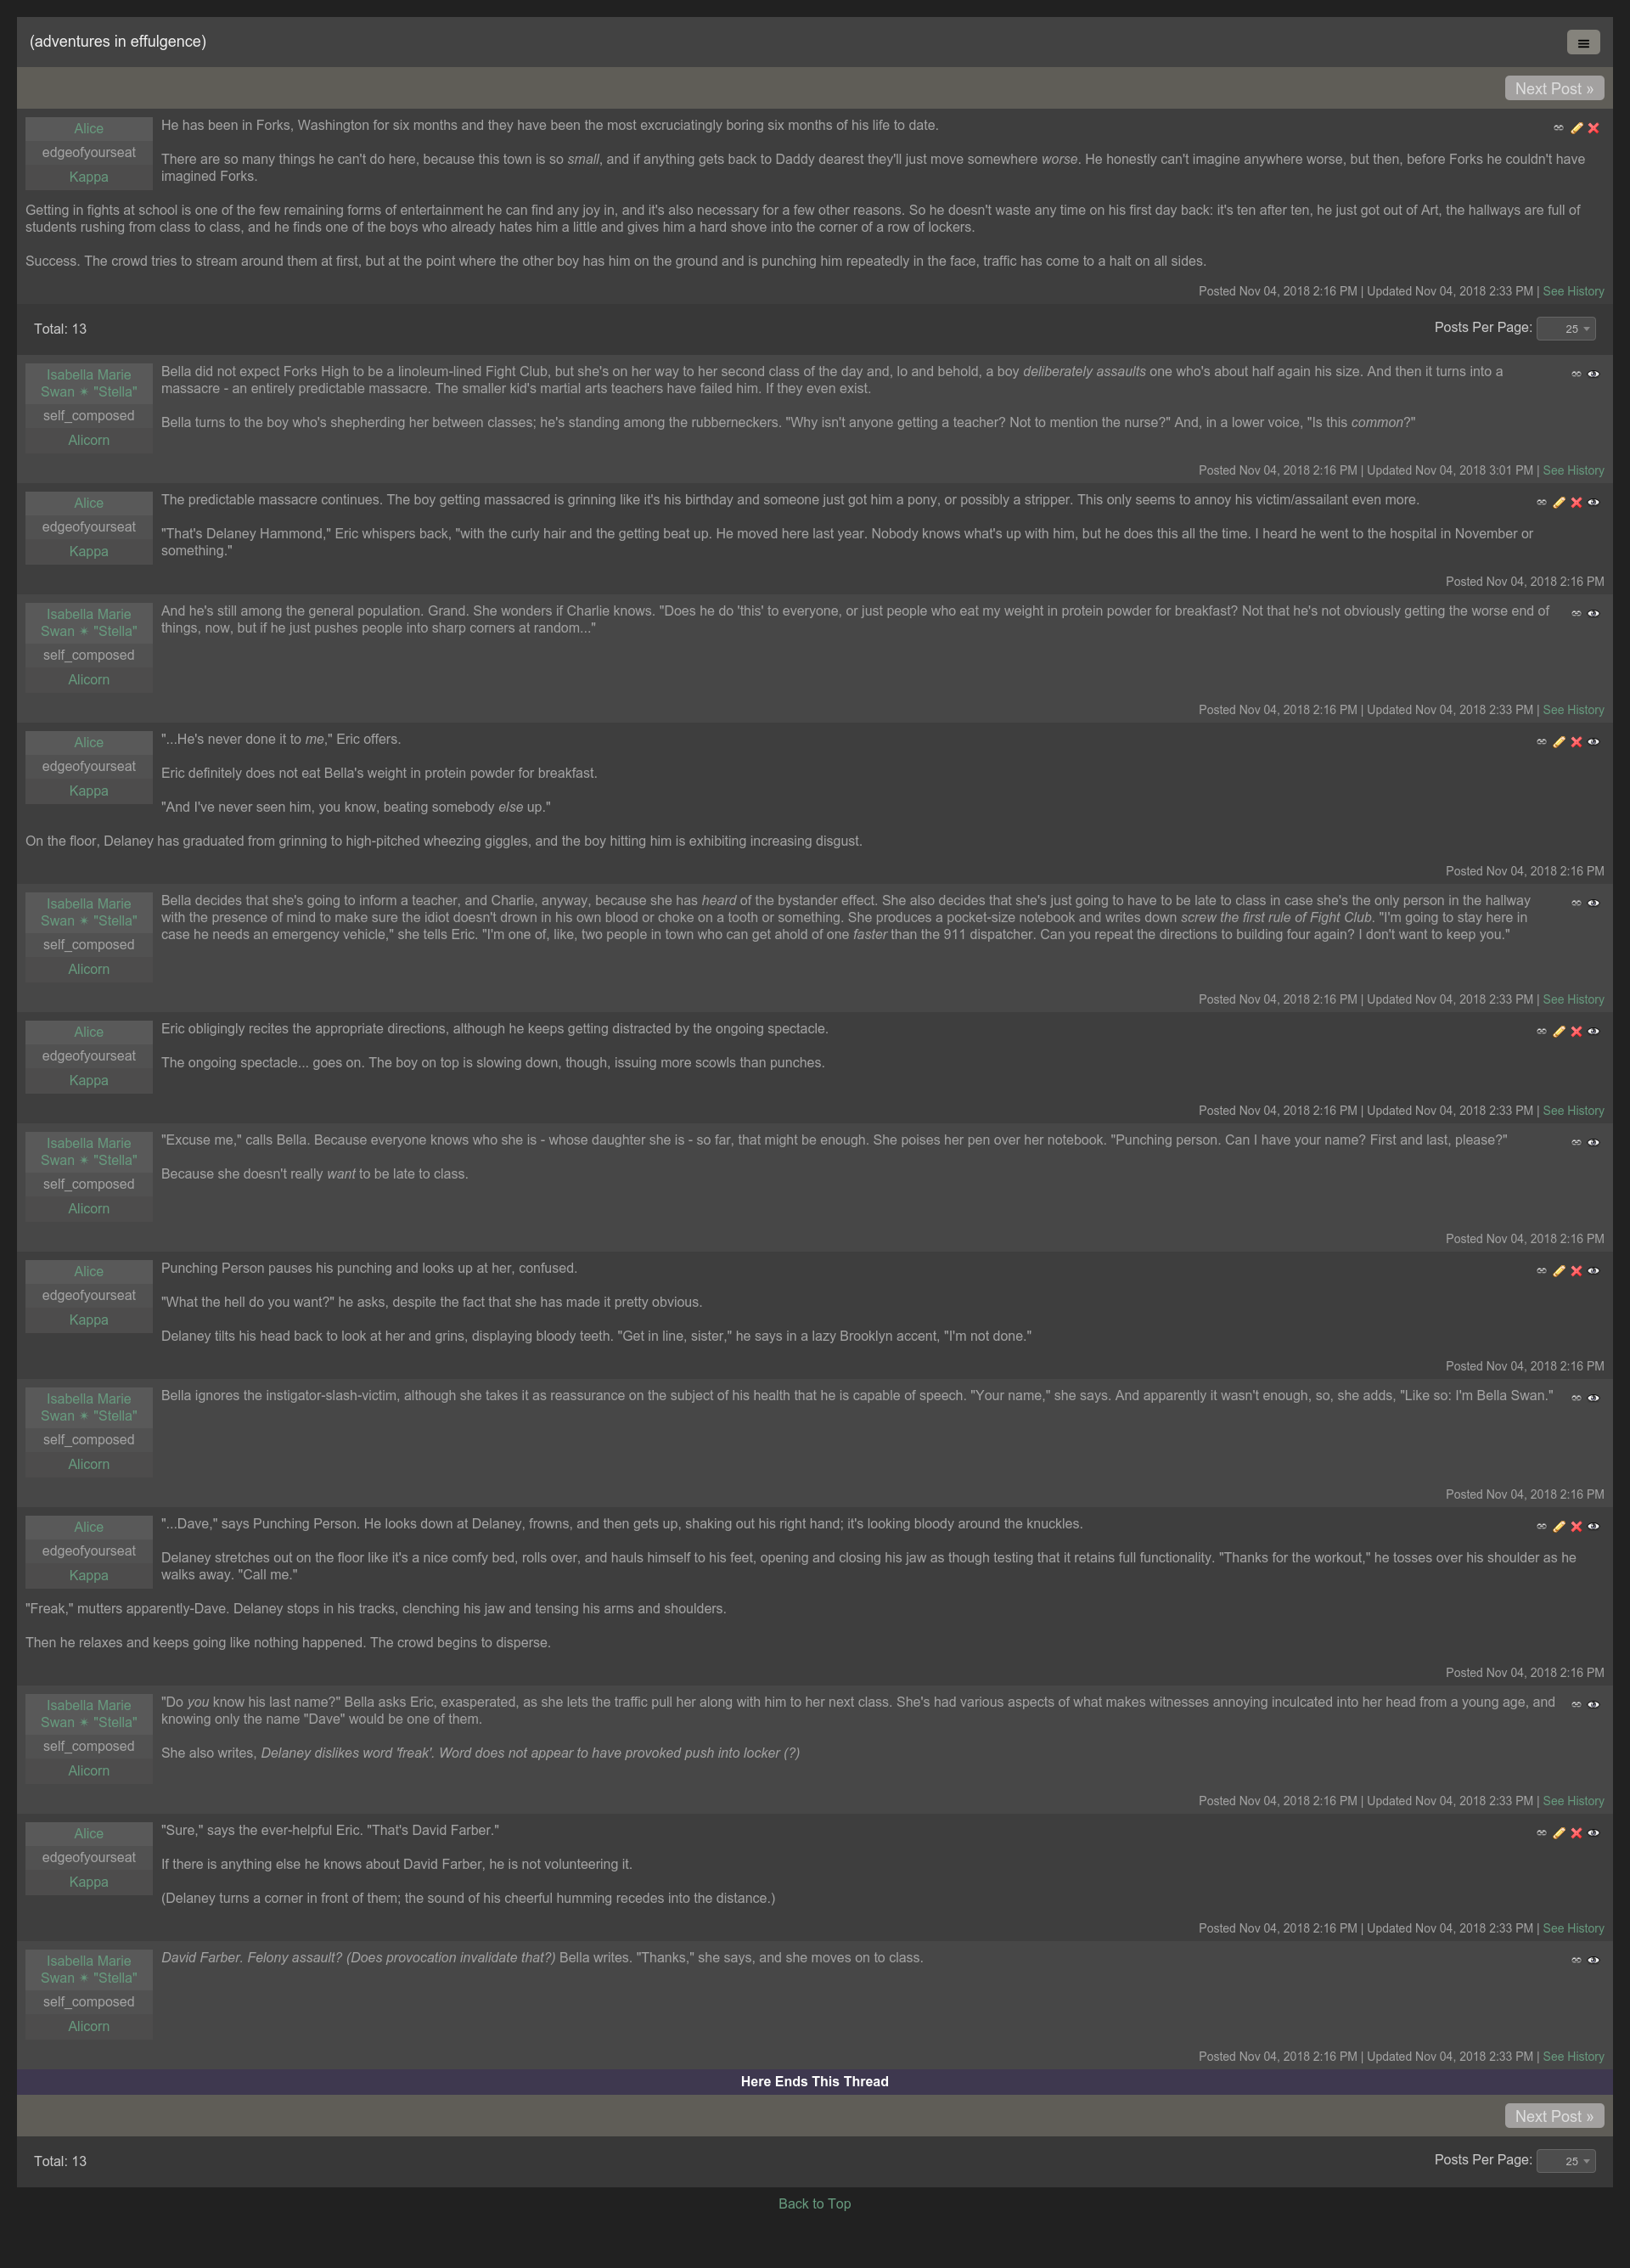 (adventures in effulgence)
Next Post »
Alice
edgeofyourseat
Kappa
He has been in Forks, Washington for six months and they have been the most excruciatingly boring six months of his life to date.
There are so many things he can't do here, because this town is so small, and if anything gets back to Daddy dearest they'll just move somewhere worse. He honestly can't imagine anywhere worse, but then, before Forks he couldn't have
imagined Forks.
Getting in fights at school is one of the few remaining forms of entertainment he can find any joy in, and it's also necessary for a few other reasons. So he doesn't waste any time on his first day back: it's ten after ten, he just got out of Art, the hallways are full of
students rushing from class to class, and he finds one of the boys who already hates him a little and gives him a hard shove into the corner of a row of lockers.
Success. The crowd tries to stream around them at first, but at the point where the other boy has him on the ground and is punching him repeatedly in the face, traffic has come to a halt on all sides.
Posted Nov 04, 2018 2:16 PM | Updated Nov 04, 2018 2:33 PM | See History
Total: 13
Posts Per Page: 25
Isabella Marie
Swan ✴ "Stella"
self_composed
Alicorn
Bella did not expect Forks High to be a linoleum-lined Fight Club, but she's on her way to her second class of the day and, lo and behold, a boy deliberately assaults one who's about half again his size. And then it turns into a
massacre - an entirely predictable massacre. The smaller kid's martial arts teachers have failed him. If they even exist.
Bella turns to the boy who's shepherding her between classes; he's standing among the rubberneckers. "Why isn't anyone getting a teacher? Not to mention the nurse?" And, in a lower voice, "Is this common?"
Posted Nov 04, 2018 2:16 PM | Updated Nov 04, 2018 3:01 PM | See History
Alice
edgeofyourseat
Kappa
The predictable massacre continues. The boy getting massacred is grinning like it's his birthday and someone just got him a pony, or possibly a stripper. This only seems to annoy his victim/assailant even more.
"That's Delaney Hammond," Eric whispers back, "with the curly hair and the getting beat up. He moved here last year. Nobody knows what's up with him, but he does this all the time. I heard he went to the hospital in November or
something."
Posted Nov 04, 2018 2:16 PM
Isabella Marie
Swan ✴ "Stella"
self_composed
Alicorn
And he's still among the general population. Grand. She wonders if Charlie knows. "Does he do 'this' to everyone, or just people who eat my weight in protein powder for breakfast? Not that he's not obviously getting the worse end of
things, now, but if he just pushes people into sharp corners at random..."
Posted Nov 04, 2018 2:16 PM | Updated Nov 04, 2018 2:33 PM | See History
Alice
edgeofyourseat
Kappa
"...He's never done it to me," Eric offers.
Eric definitely does not eat Bella's weight in protein powder for breakfast.
"And I've never seen him, you know, beating somebody else up."
On the floor, Delaney has graduated from grinning to high-pitched wheezing giggles, and the boy hitting him is exhibiting increasing disgust.
Posted Nov 04, 2018 2:16 PM
Isabella Marie
Swan ✴ "Stella"
self_composed
Alicorn
Bella decides that she's going to inform a teacher, and Charlie, anyway, because she has heard of the bystander effect. She also decides that she's just going to have to be late to class in case she's the only person in the hallway
with the presence of mind to make sure the idiot doesn't drown in his own blood or choke on a tooth or something. She produces a pocket-size notebook and writes down screw the first rule of Fight Club. "I'm going to stay here in
case he needs an emergency vehicle," she tells Eric. "I'm one of, like, two people in town who can get ahold of one faster than the 911 dispatcher. Can you repeat the directions to building four again? I don't want to keep you."
Posted Nov 04, 2018 2:16 PM | Updated Nov 04, 2018 2:33 PM | See History
Alice
edgeofyourseat
Kappa
Eric obligingly recites the appropriate directions, although he keeps getting distracted by the ongoing spectacle.
The ongoing spectacle... goes on. The boy on top is slowing down, though, issuing more scowls than punches.
Posted Nov 04, 2018 2:16 PM | Updated Nov 04, 2018 2:33 PM | See History
Isabella Marie
Swan ✴ "Stella"
self_composed
Alicorn
"Excuse me," calls Bella. Because everyone knows who she is - whose daughter she is - so far, that might be enough. She poises her pen over her notebook. "Punching person. Can I have your name? First and last, please?"
Because she doesn't really want to be late to class.
Posted Nov 04, 2018 2:16 PM
Alice
edgeofyourseat
Kappa
Punching Person pauses his punching and looks up at her, confused.
"What the hell do you want?" he asks, despite the fact that she has made it pretty obvious.
Delaney tilts his head back to look at her and grins, displaying bloody teeth. "Get in line, sister," he says in a lazy Brooklyn accent, "I'm not done."
Posted Nov 04, 2018 2:16 PM
Isabella Marie
Swan ✴ "Stella"
self_composed
Alicorn
Bella ignores the instigator-slash-victim, although she takes it as reassurance on the subject of his health that he is capable of speech. "Your name," she says. And apparently it wasn't enough, so, she adds, "Like so: I'm Bella Swan."
Posted Nov 04, 2018 2:16 PM
Alice
edgeofyourseat
Kappa
"...Dave," says Punching Person. He looks down at Delaney, frowns, and then gets up, shaking out his right hand; it's looking bloody around the knuckles.
Delaney stretches out on the floor like it's a nice comfy bed, rolls over, and hauls himself to his feet, opening and closing his jaw as though testing that it retains full functionality. "Thanks for the workout," he tosses over his shoulder as he
walks away. "Call me."
"Freak," mutters apparently-Dave. Delaney stops in his tracks, clenching his jaw and tensing his arms and shoulders.
Then he relaxes and keeps going like nothing happened. The crowd begins to disperse.
Posted Nov 04, 2018 2:16 PM
Isabella Marie
Swan ✴ "Stella"
self_composed
Alicorn
"Do you know his last name?" Bella asks Eric, exasperated, as she lets the traffic pull her along with him to her next class. She's had various aspects of what makes witnesses annoying inculcated into her head from a young age, and
knowing only the name "Dave" would be one of them.
She also writes, Delaney dislikes word 'freak'. Word does not appear to have provoked push into locker (?)
Posted Nov 04, 2018 2:16 PM | Updated Nov 04, 2018 2:33 PM | See History
Alice
edgeofyourseat
Kappa
"Sure," says the ever-helpful Eric. "That's David Farber."
If there is anything else he knows about David Farber, he is not volunteering it.
(Delaney turns a corner in front of them; the sound of his cheerful humming recedes into the distance.)
Posted Nov 04, 2018 2:16 PM | Updated Nov 04, 2018 2:33 PM | See History
Isabella Marie
Swan ✴ "Stella"
self_composed
Alicorn
David Farber. Felony assault? (Does provocation invalidate that?) Bella writes. "Thanks," she says, and she moves on to class.
Posted Nov 04, 2018 2:16 PM | Updated Nov 04, 2018 2:33 PM | See History
Here Ends This Thread
Next Post »
Total: 13
Posts Per Page: 25
Back to Top